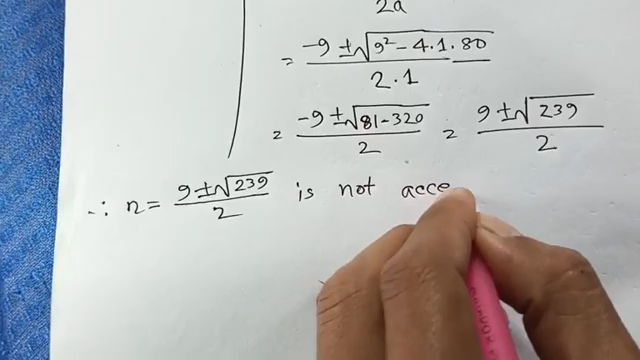 2a
= -9 ± √(9² - 4.1.80) / 2.1
= -9 ± √(81-320) / 2 = 9 ± √239 / 2
∴ n = 9 ± √239 / 2 is not acce